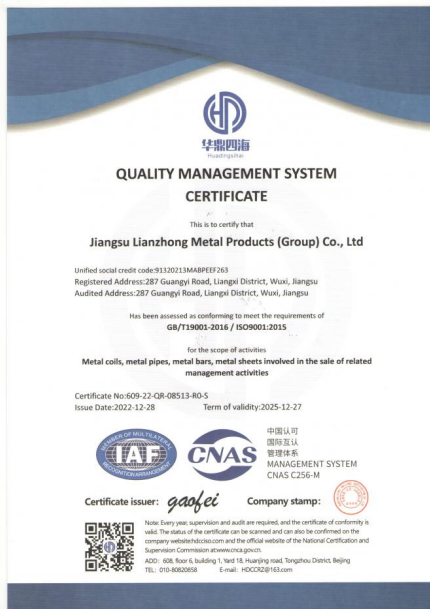 华鼎四海
Huadingsihai
QUALITY MANAGEMENT SYSTEM
CERTIFICATE
This is to certify that
Jiangsu Lianzhong Metal Products (Group) Co., Ltd
Unified social credit code:91320213MABPEEF263
Registered Address:287 Guangyi Road, Liangxi District, Wuxi, Jiangsu
Audited Address:287 Guangyi Road, Liangxi District, Wuxi, Jiangsu
Has been assessed as conforming to meet the requirements of
GB/T19001-2016 / ISO9001:2015
for the scope of activities
Metal coils, metal pipes, metal bars, metal sheets involved in the sale of related
management activities
Certificate No:609-22-QR-08513-R0-S
Issue Date:2022-12-28 Term of validity:2025-12-27
MEMBER OF MULTILATERAL
IAF
RECOGNITION ARRANGEMENT
CNAS
中国认可
国际互认
管理体系
MANAGEMENT SYSTEM
CNAS C256-M
Certificate issuer: gaofei Company stamp:
Note: Every year, supervision and audit are required, and the certificate of conformity is
valid. The status of the certificate can be scanned and can also be confirmed on the
company website:hdcciso.com and the official website of the National Certification and
Supervision Commission at:www.cnca.gov.cn.
ADD: 608, floor 6, building 1, Yard 18, Huanjing road, Tongzhou District, Beijing
TEL: 010-80820858 E-mail: HDCCRZ@163.com